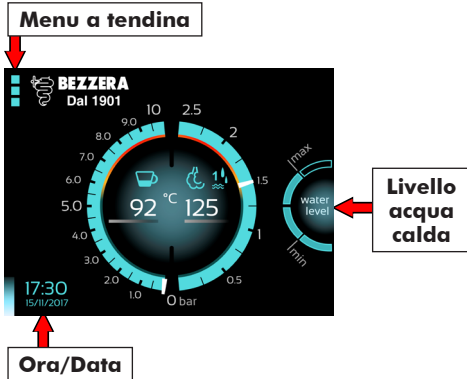 Menu a tendina
BEZZERA
Dal 1901
10
2.5
9.0
2
8.0
7.0
max
6.0
1.5
°C
1
92
125
5.0
water
level
Livello
acqua
calda
4.0
1
3.0
min
2.0
0.5
1.0
0 bar
17:30
15/11/2017
Ora/Data